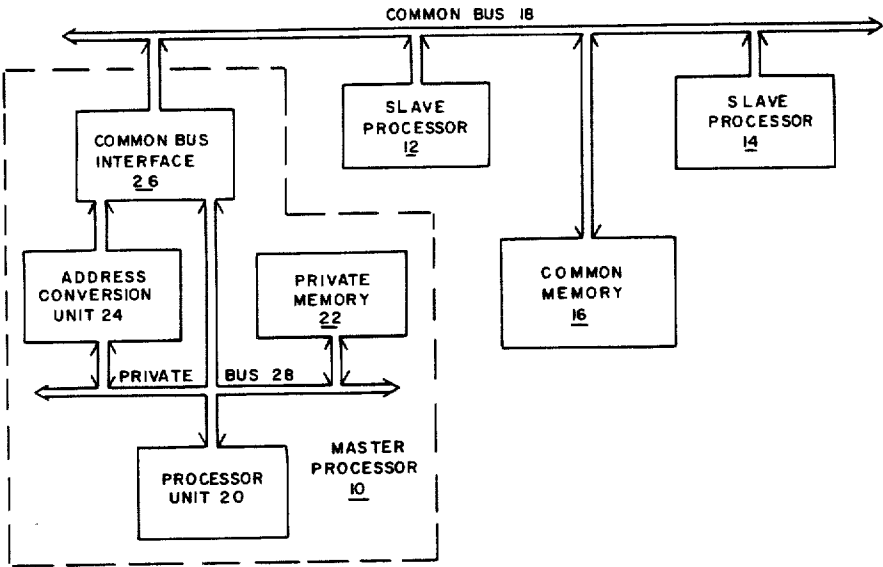 COMMON BUS 18
SLAVE
PROCESSOR
12
SLAVE
PROCESSOR
14
COMMON BUS
INTERFACE
26
ADDRESS
CONVERSION
UNIT 24
PRIVATE
MEMORY
22
COMMON
MEMORY
16
PRIVATE BUS 28
PROCESSOR
UNIT 20
MASTER
PROCESSOR
10